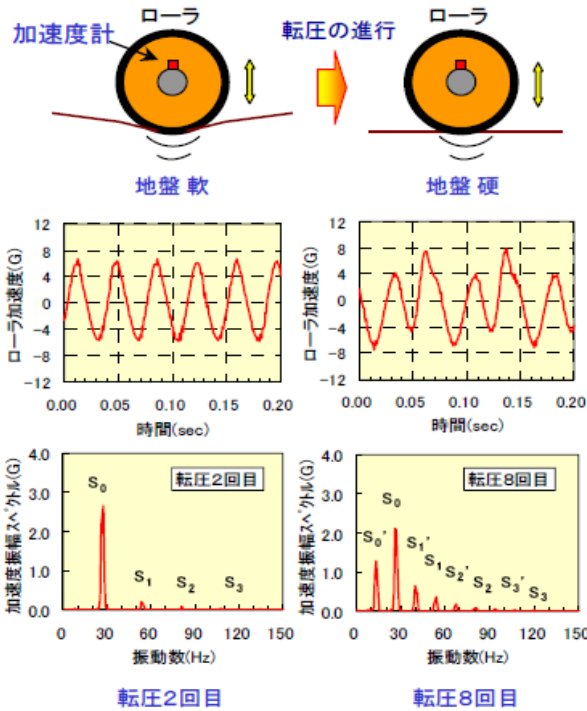 ローラ
加速度計
転圧の進行
ローラ
地盤 軟
地盤 硬
ローラ加速度(G)
12
8
4
0
−4
−8
−12
0.00 0.05 0.10 0.15 0.20
時間(sec)
ローラ加速度(G)
12
8
4
0
−4
−8
−12
0.00 0.05 0.10 0.15 0.20
時間(sec)
加速度振幅スペクトル(G)
4.0
3.0
2.0
1.0
0.0
転圧2回目
S0
S1
S2
S3
0 30 60 90 120 150
振動数(Hz)
加速度振幅スペクトル(G)
4.0
3.0
2.0
1.0
0.0
転圧8回目
S0'
S0
S1'
S1
S2'
S2
S3'
S3
0 30 60 90 120 150
振動数(Hz)
転圧2回目
転圧8回目